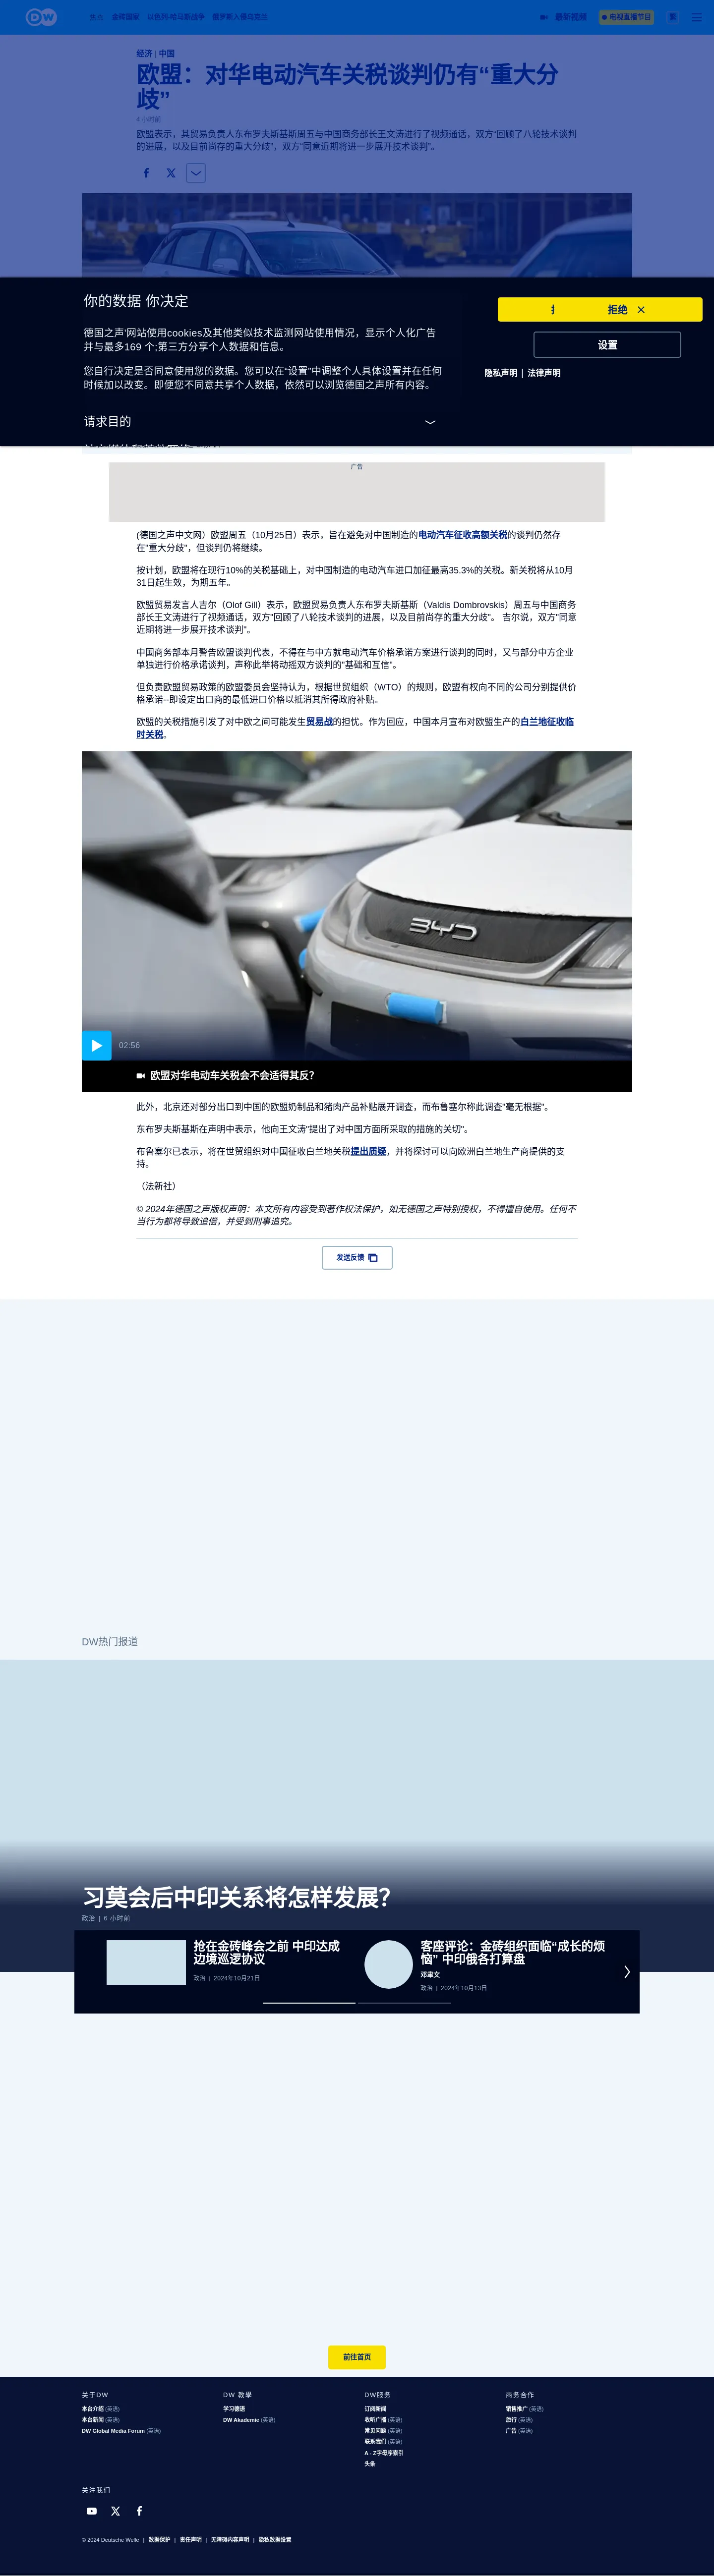 DW
焦点 金砖国家 以色列-哈马斯战争 俄罗斯入侵乌克兰
最新视频
电视直播节目
繁
经济 | 中国
欧盟：对华电动汽车关税谈判仍有“重大分
歧”
4 小时前
欧盟表示，其贸易负责人东布罗夫斯基斯周五与中国商务部长王文涛进行了视频通话，双方“回顾了八轮技术谈判
的进展，以及目前尚存的重大分歧”，双方“同意近期将进一步展开技术谈判”。
你的数据 你决定
德国之声'网站使用cookies及其他类似技术监测网站使用情况，显示个人化广告
并与最多169 个;第三方分享个人数据和信息。
您自行决定是否同意使用您的数据。您可以在“设置”中调整个人具体设置并在任何
时候加以改变。即便您不同意共享个人数据，依然可以浏览德国之声所有内容。
请求目的
拒绝
设置
隐私声明 | 法律声明
广告
(德国之声中文网）欧盟周五（10月25日）表示，旨在避免对中国制造的电动汽车征收高额关税的谈判仍然存
在"重大分歧"，但谈判仍将继续。
按计划，欧盟将在现行10%的关税基础上，对中国制造的电动汽车进口加征最高35.3%的关税。新关税将从10月
31日起生效，为期五年。
欧盟贸易发言人吉尔（Olof Gill）表示，欧盟贸易负责人东布罗夫斯基斯（Valdis Dombrovskis）周五与中国商务
部长王文涛进行了视频通话，双方"回顾了八轮技术谈判的进展，以及目前尚存的重大分歧"。 吉尔说，双方"同意
近期将进一步展开技术谈判"。
中国商务部本月警告欧盟谈判代表，不得在与中方就电动汽车价格承诺方案进行谈判的同时，又与部分中方企业
单独进行价格承诺谈判，声称此举将动摇双方谈判的"基础和互信"。
但负责欧盟贸易政策的欧盟委员会坚持认为，根据世贸组织（WTO）的规则，欧盟有权向不同的公司分别提供价
格承诺--即设定出口商的最低进口价格以抵消其所得政府补贴。
欧盟的关税措施引发了对中欧之间可能发生贸易战的担忧。作为回应，中国本月宣布对欧盟生产的白兰地征收临
时关税。
BYD
02:56
欧盟对华电动车关税会不会适得其反?
此外，北京还对部分出口到中国的欧盟奶制品和猪肉产品补贴展开调查，而布鲁塞尔称此调查"毫无根据"。
东布罗夫斯基斯在声明中表示，他向王文涛"提出了对中国方面所采取的措施的关切"。
布鲁塞尔已表示，将在世贸组织对中国征收白兰地关税提出质疑，并将探讨可以向欧洲白兰地生产商提供的支
持。
（法新社）
© 2024年德国之声版权声明：本文所有内容受到著作权法保护，如无德国之声特别授权，不得擅自使用。任何不
当行为都将导致追偿，并受到刑事追究。
发送反馈
DW热门报道
习莫会后中印关系将怎样发展？
政治 | 6 小时前
抢在金砖峰会之前 中印达成
边境巡逻协议
政治 | 2024年10月21日
客座评论：金砖组织面临“成长的烦
恼” 中印俄各打算盘
邓聿文
政治 | 2024年10月13日
前往首页
关于DW
本台介绍 (英语)
本台新闻 (英语)
DW Global Media Forum (英语)
DW 教學
学习德语
DW Akademie (英语)
DW服务
订阅新闻
收听广播 (英语)
常见问题 (英语)
联系我们 (英语)
A - Z字母序索引
头条
商务合作
销售推广 (英语)
旅行 (英语)
广告 (英语)
关注我们
© 2024 Deutsche Welle | 数据保护 | 责任声明 | 无障碍内容声明 | 隐私数据设置